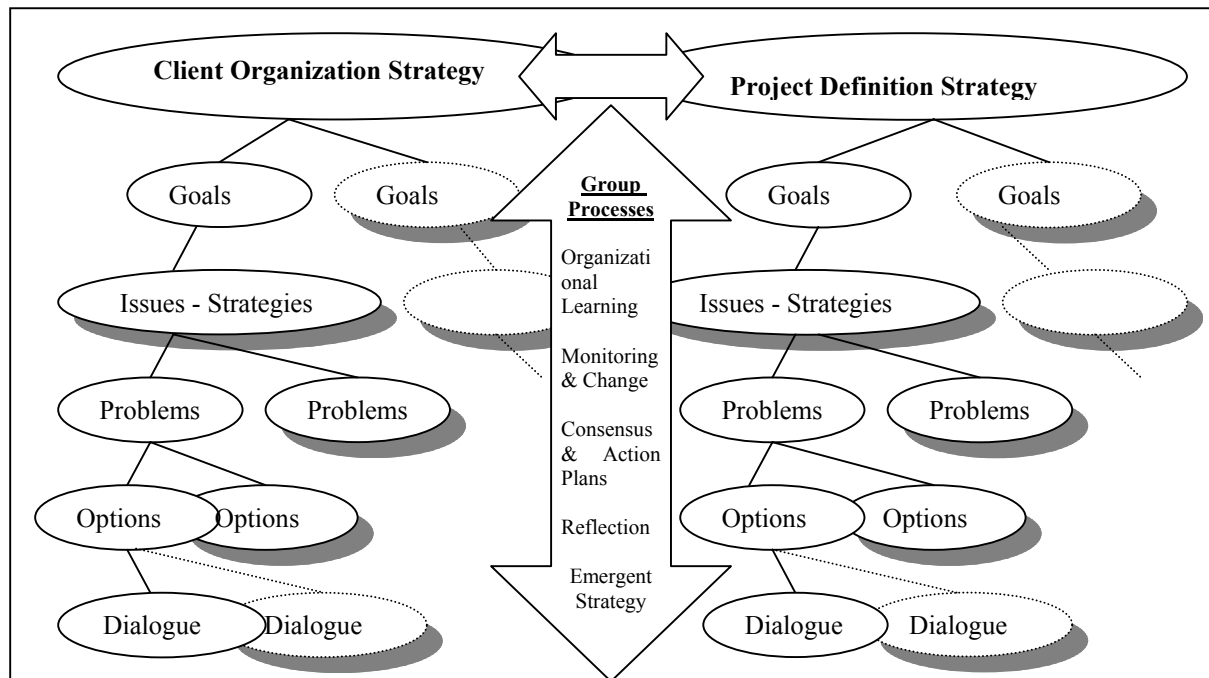 Client Organization Strategy
Project Definition Strategy
Goals
Goals
Group
Processes
Goals
Goals
Organizati
onal
Learning
Issues - Strategies
Issues - Strategies
Monitoring
& Change
Problems
Problems
Problems
Problems
Consensus
& Action
Plans
Options
Options
Options
Options
Reflection
Emergent
Strategy
Dialogue
Dialogue
Dialogue
Dialogue